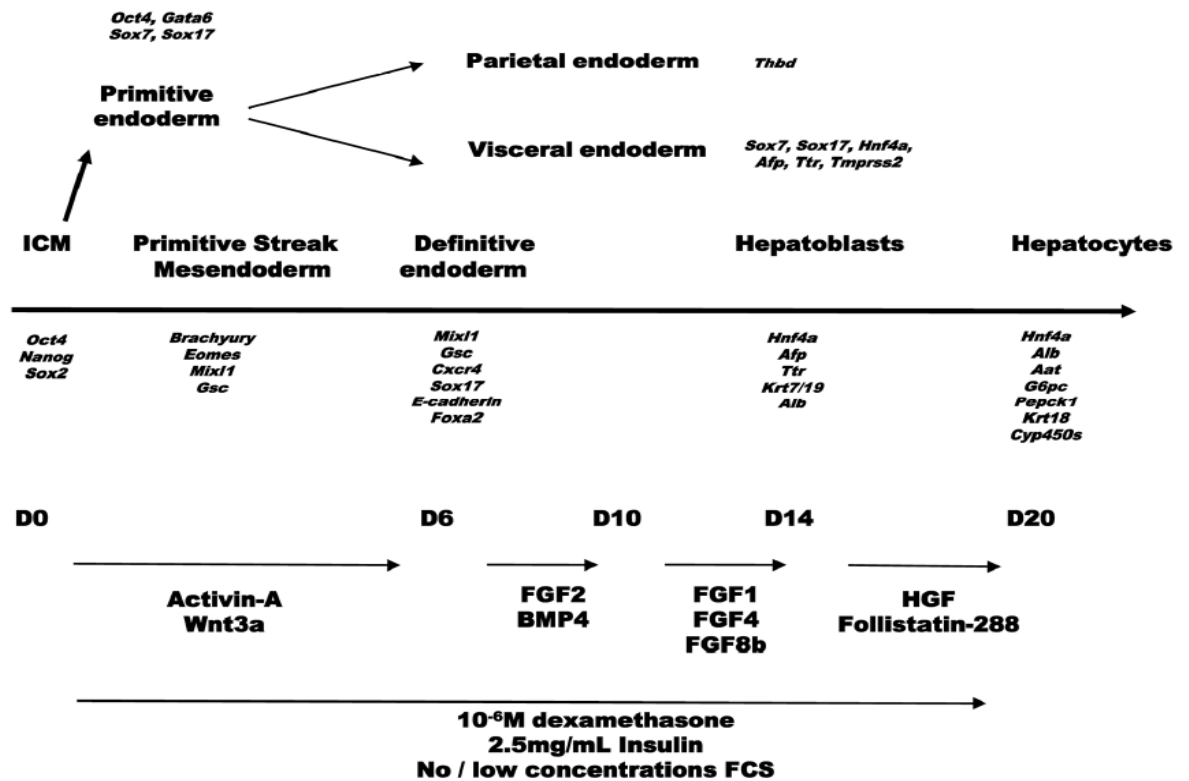 Oct4, Gata6
Sox7, Sox17
Primitive
endoderm
Parietal endoderm
Thbd
Visceral endoderm
Sox7, Sox17, Hnf4a,
Afp, Ttr, Tmprss2
ICM
Primitive Streak
Mesendoderm
Definitive
endoderm
Hepatoblasts
Hepatocytes
Oct4
Nanog
Sox2
Brachyury
Eomes
Mixl1
Gsc
Mixl1
Gsc
Cxcr4
Sox17
E-cadherin
Foxa2
Hnf4a
Afp
Ttr
Krt7/19
Alb
Hnf4a
Alb
Aat
G6pc
Pepck1
Krt18
Cyp450s
D0
D6
D10
D14
D20
Activin-A
Wnt3a
FGF2
BMP4
FGF1
FGF4
FGF8b
HGF
Follistatin-288
10⁻⁶M dexamethasone
2.5mg/mL Insulin
No / low concentrations FCS